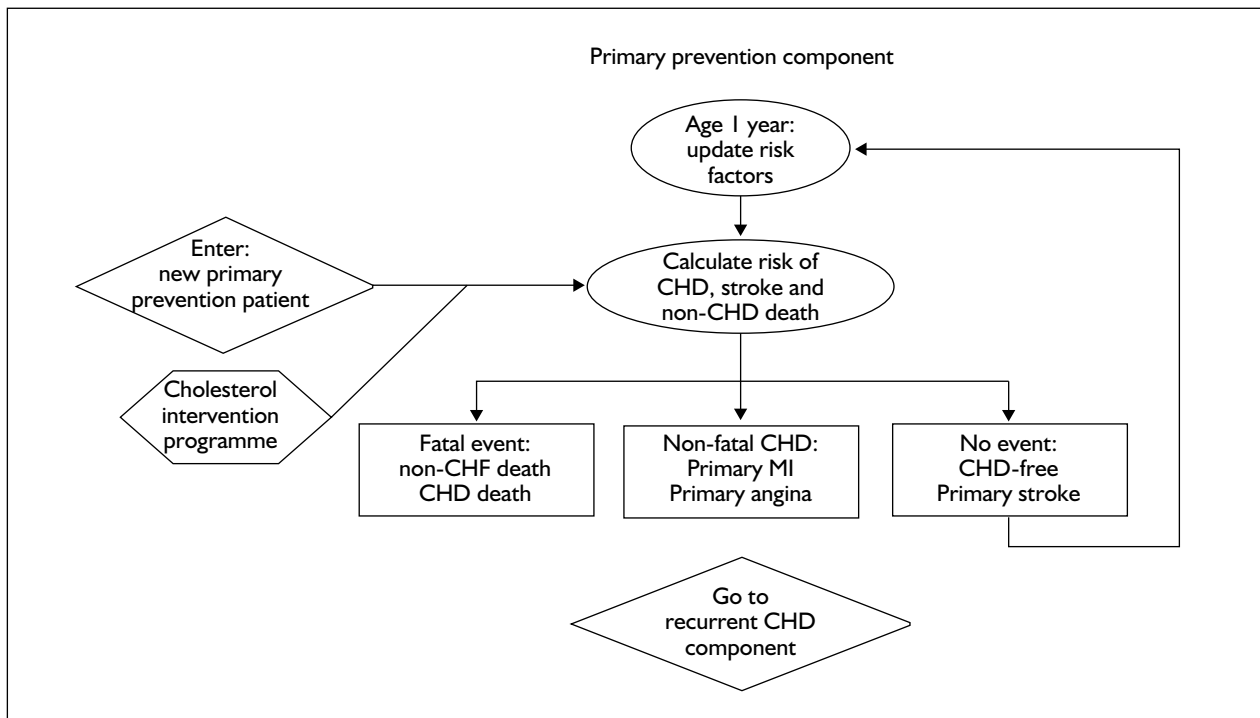 Primary prevention component
Age 1 year:
update risk
factors
Enter:
new primary
prevention patient
Calculate risk of
CHD, stroke and
non-CHD death
Cholesterol
intervention
programme
Fatal event:
non-CHF death
CHD death
Non-fatal CHD:
Primary MI
Primary angina
No event:
CHD-free
Primary stroke
Go to
recurrent CHD
component